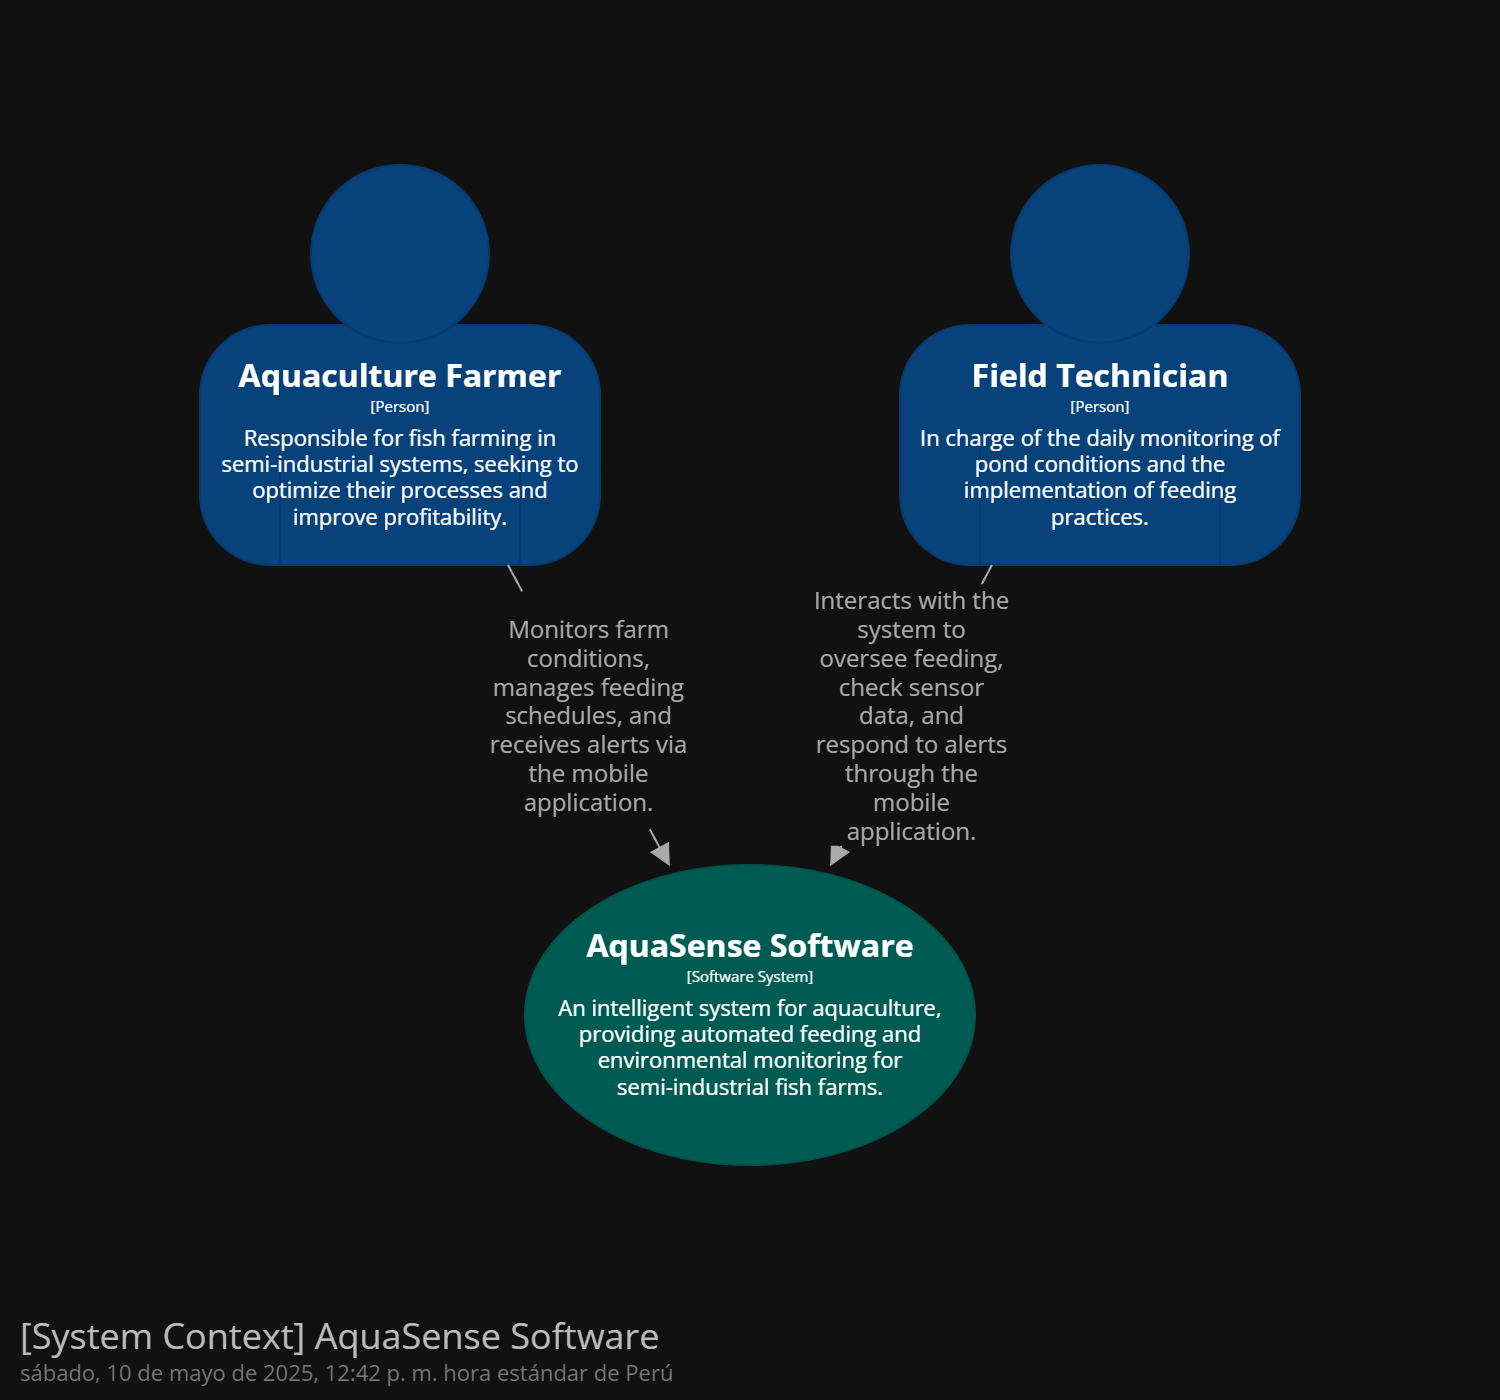 Aquaculture Farmer
[Person]
Responsible for fish farming in
semi-industrial systems, seeking to
optimize their processes and
improve profitability.
Field Technician
[Person]
In charge of the daily monitoring of
pond conditions and the
implementation of feeding
practices.
Monitors farm
conditions,
manages feeding
schedules, and
receives alerts via
the mobile
application.
Interacts with the
system to
oversee feeding,
check sensor
data, and
respond to alerts
through the
mobile
application.
AquaSense Software
[Software System]
An intelligent system for aquaculture,
providing automated feeding and
environmental monitoring for
semi-industrial fish farms.
[System Context] AquaSense Software
sábado, 10 de mayo de 2025, 12:42 p. m. hora estándar de Perú